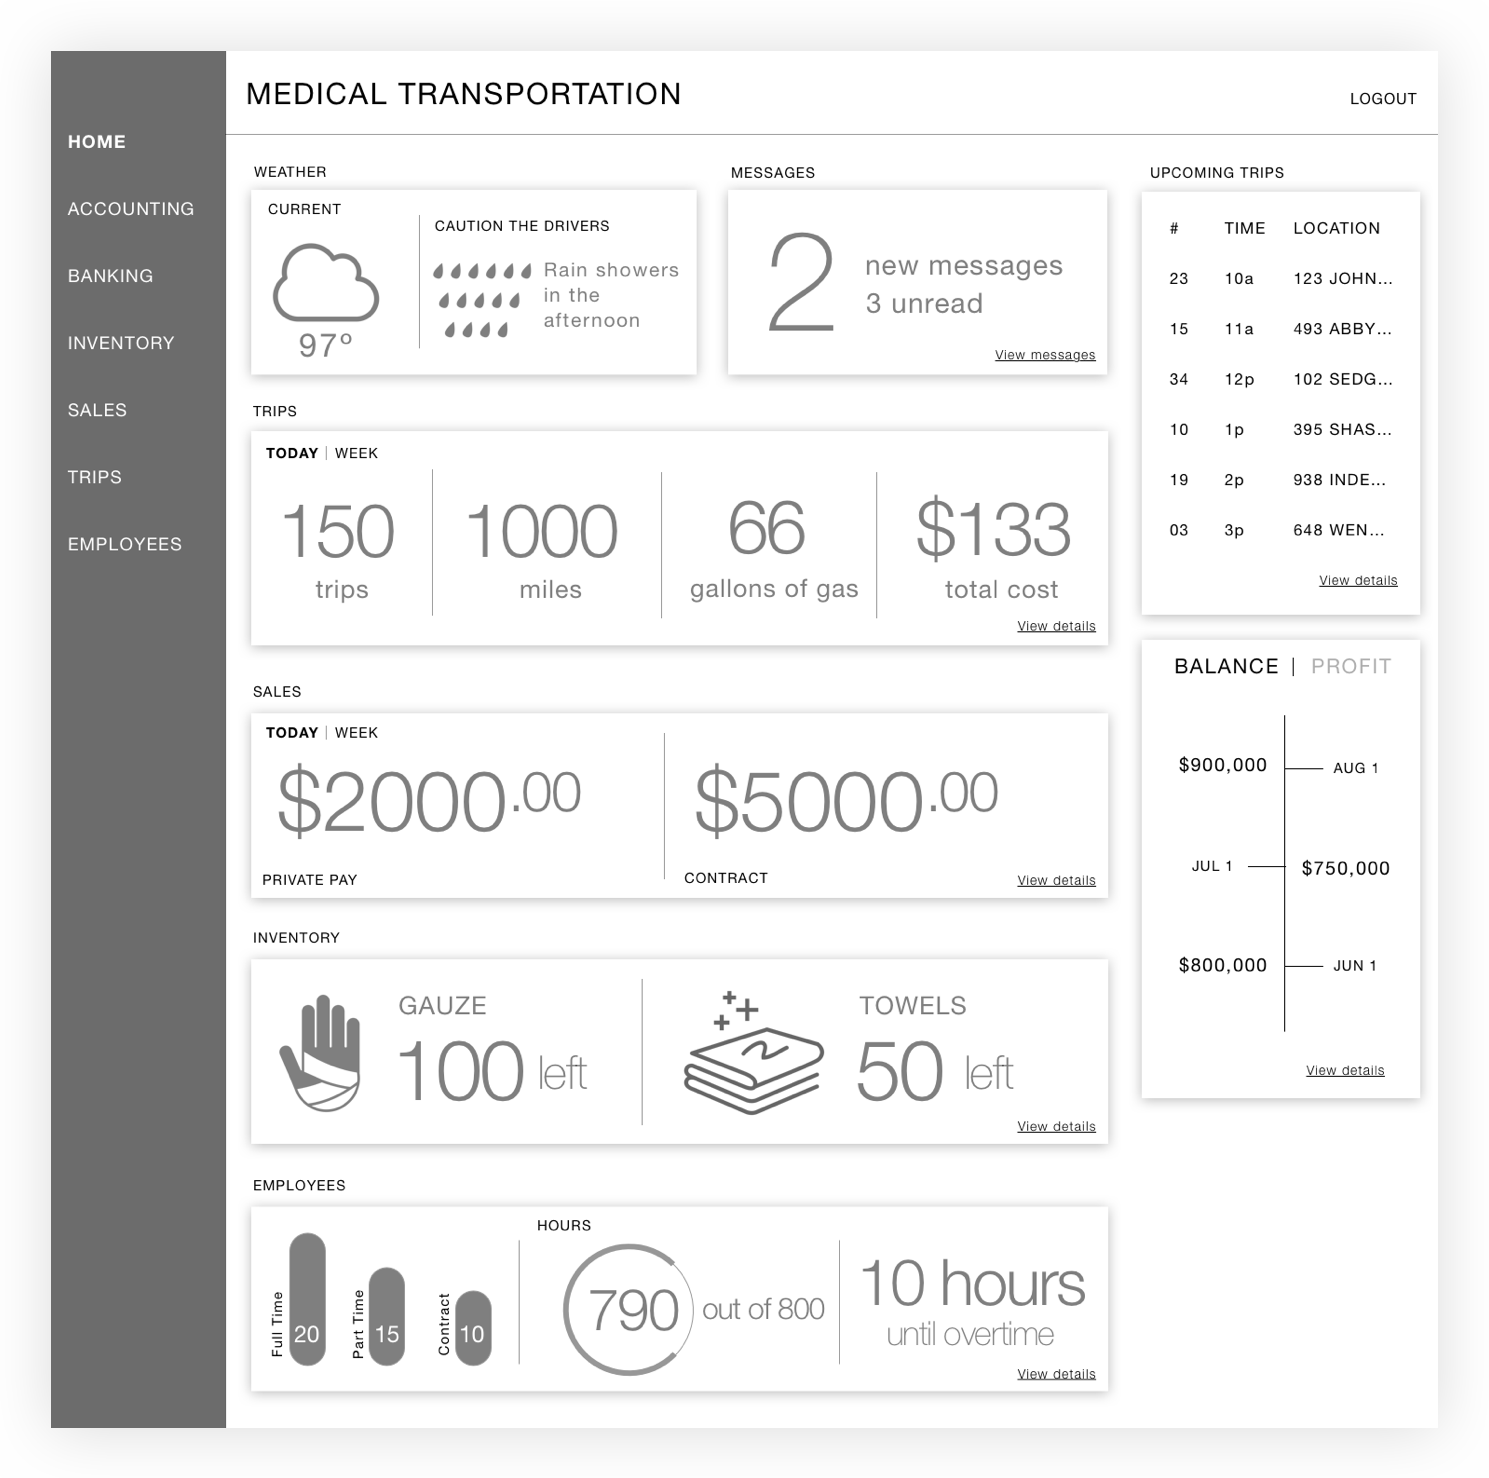 MEDICAL TRANSPORTATION
LOGOUT
HOME
ACCOUNTING
BANKING
INVENTORY
SALES
TRIPS
EMPLOYEES
WEATHER
CURRENT
97°
CAUTION THE DRIVERS
Rain showers
in the
afternoon
MESSAGES
2
new messages
3 unread
View messages
TRIPS
TODAY | WEEK
150
trips
1000
miles
66
gallons of gas
$133
total cost
View details
SALES
TODAY | WEEK
$2000.00
PRIVATE PAY
$5000.00
CONTRACT
View details
INVENTORY
GAUZE
100 left
TOWELS
50 left
View details
EMPLOYEES
Full Time
20
Part Time
15
Contract
10
HOURS
790 out of 800
10 hours
until overtime
View details
UPCOMING TRIPS
# TIME LOCATION
23 10a 123 JOHN...
15 11a 493 ABBY...
34 12p 102 SEDG...
10 1p 395 SHAS...
19 2p 938 INDE...
03 3p 648 WEN...
View details
BALANCE | PROFIT
$900,000 AUG 1
JUL 1 $750,000
$800,000 JUN 1
View details